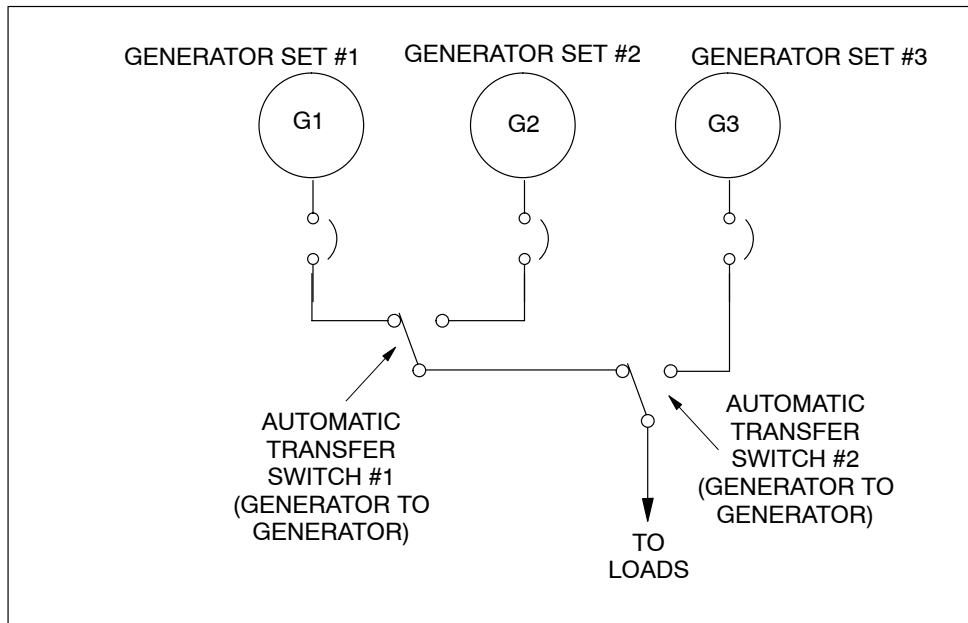 GENERATOR SET #1
GENERATOR SET #2
GENERATOR SET #3
G1
G2
G3
AUTOMATIC
TRANSFER
SWITCH #1
(GENERATOR TO
GENERATOR)
AUTOMATIC
TRANSFER
SWITCH #2
(GENERATOR TO
GENERATOR)
TO
LOADS